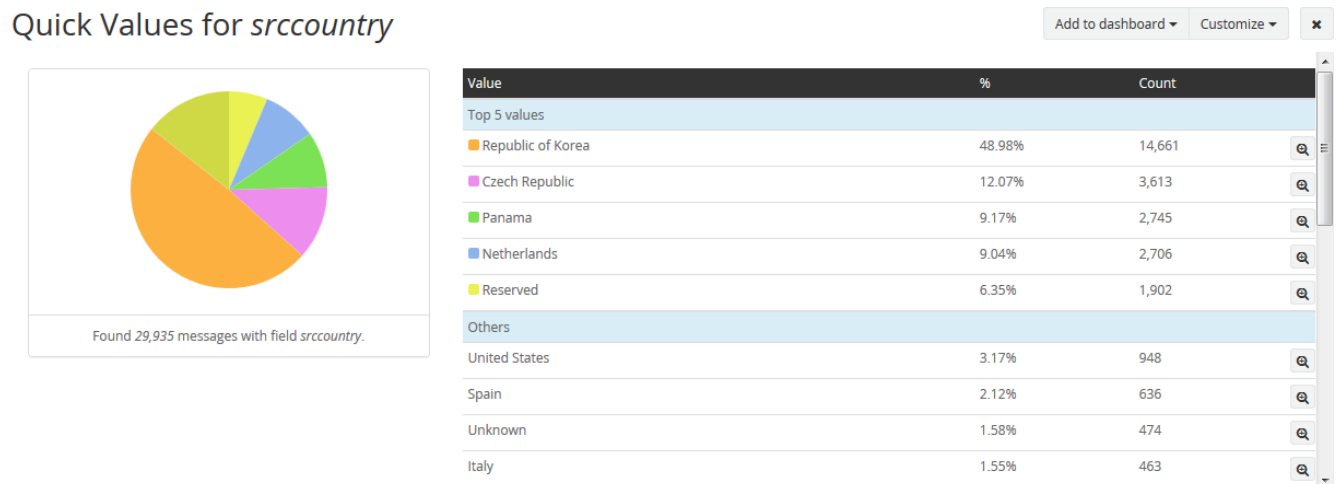 Quick Values for srccountry
Add to dashboard
Customize
Value % Count
Top 5 values
Republic of Korea 48.98% 14,661
Czech Republic 12.07% 3,613
Panama 9.17% 2,745
Netherlands 9.04% 2,706
Reserved 6.35% 1,902
Found 29,935 messages with field srccountry.
Others
United States 3.17% 948
Spain 2.12% 636
Unknown 1.58% 474
Italy 1.55% 463